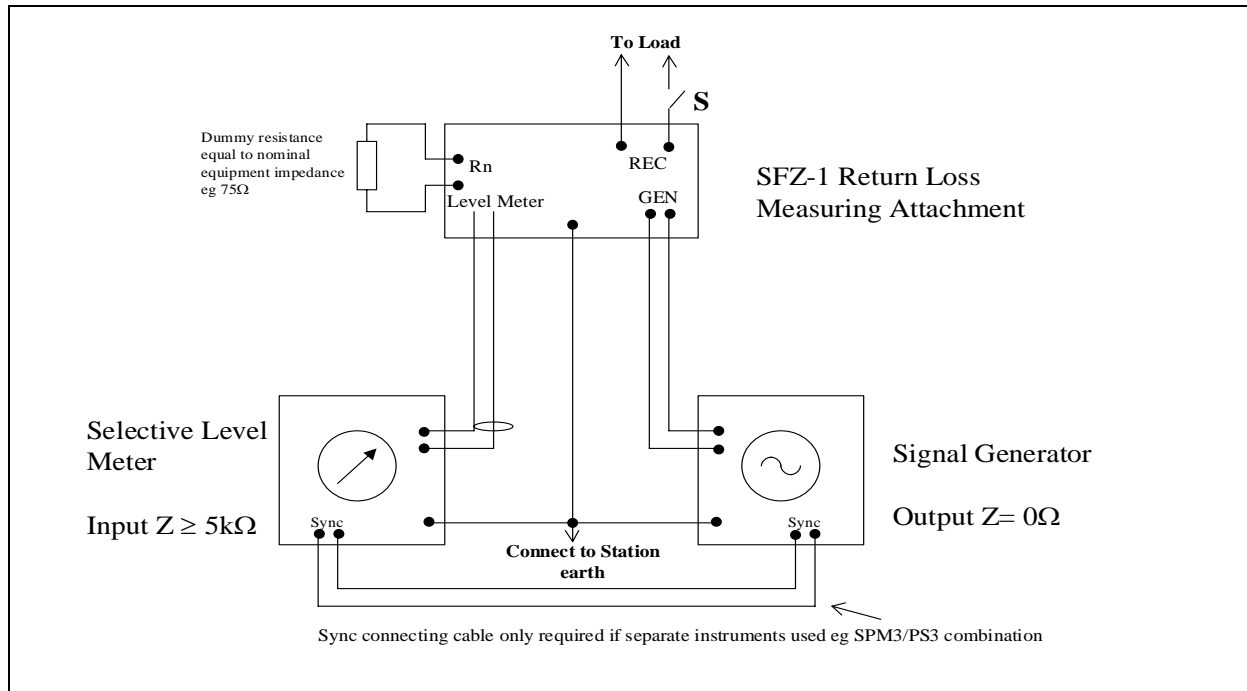 To Load
S
Dummy resistance
equal to nominal
equipment impedance
eg 75Ω
Rn
REC
Level Meter
GEN
SFZ-1 Return Loss
Measuring Attachment
Selective Level
Meter
Input Z ≥ 5kΩ
Sync
Signal Generator
Output Z= 0Ω
Sync
Connect to Station
earth
Sync connecting cable only required if separate instruments used eg SPM3/PS3 combination